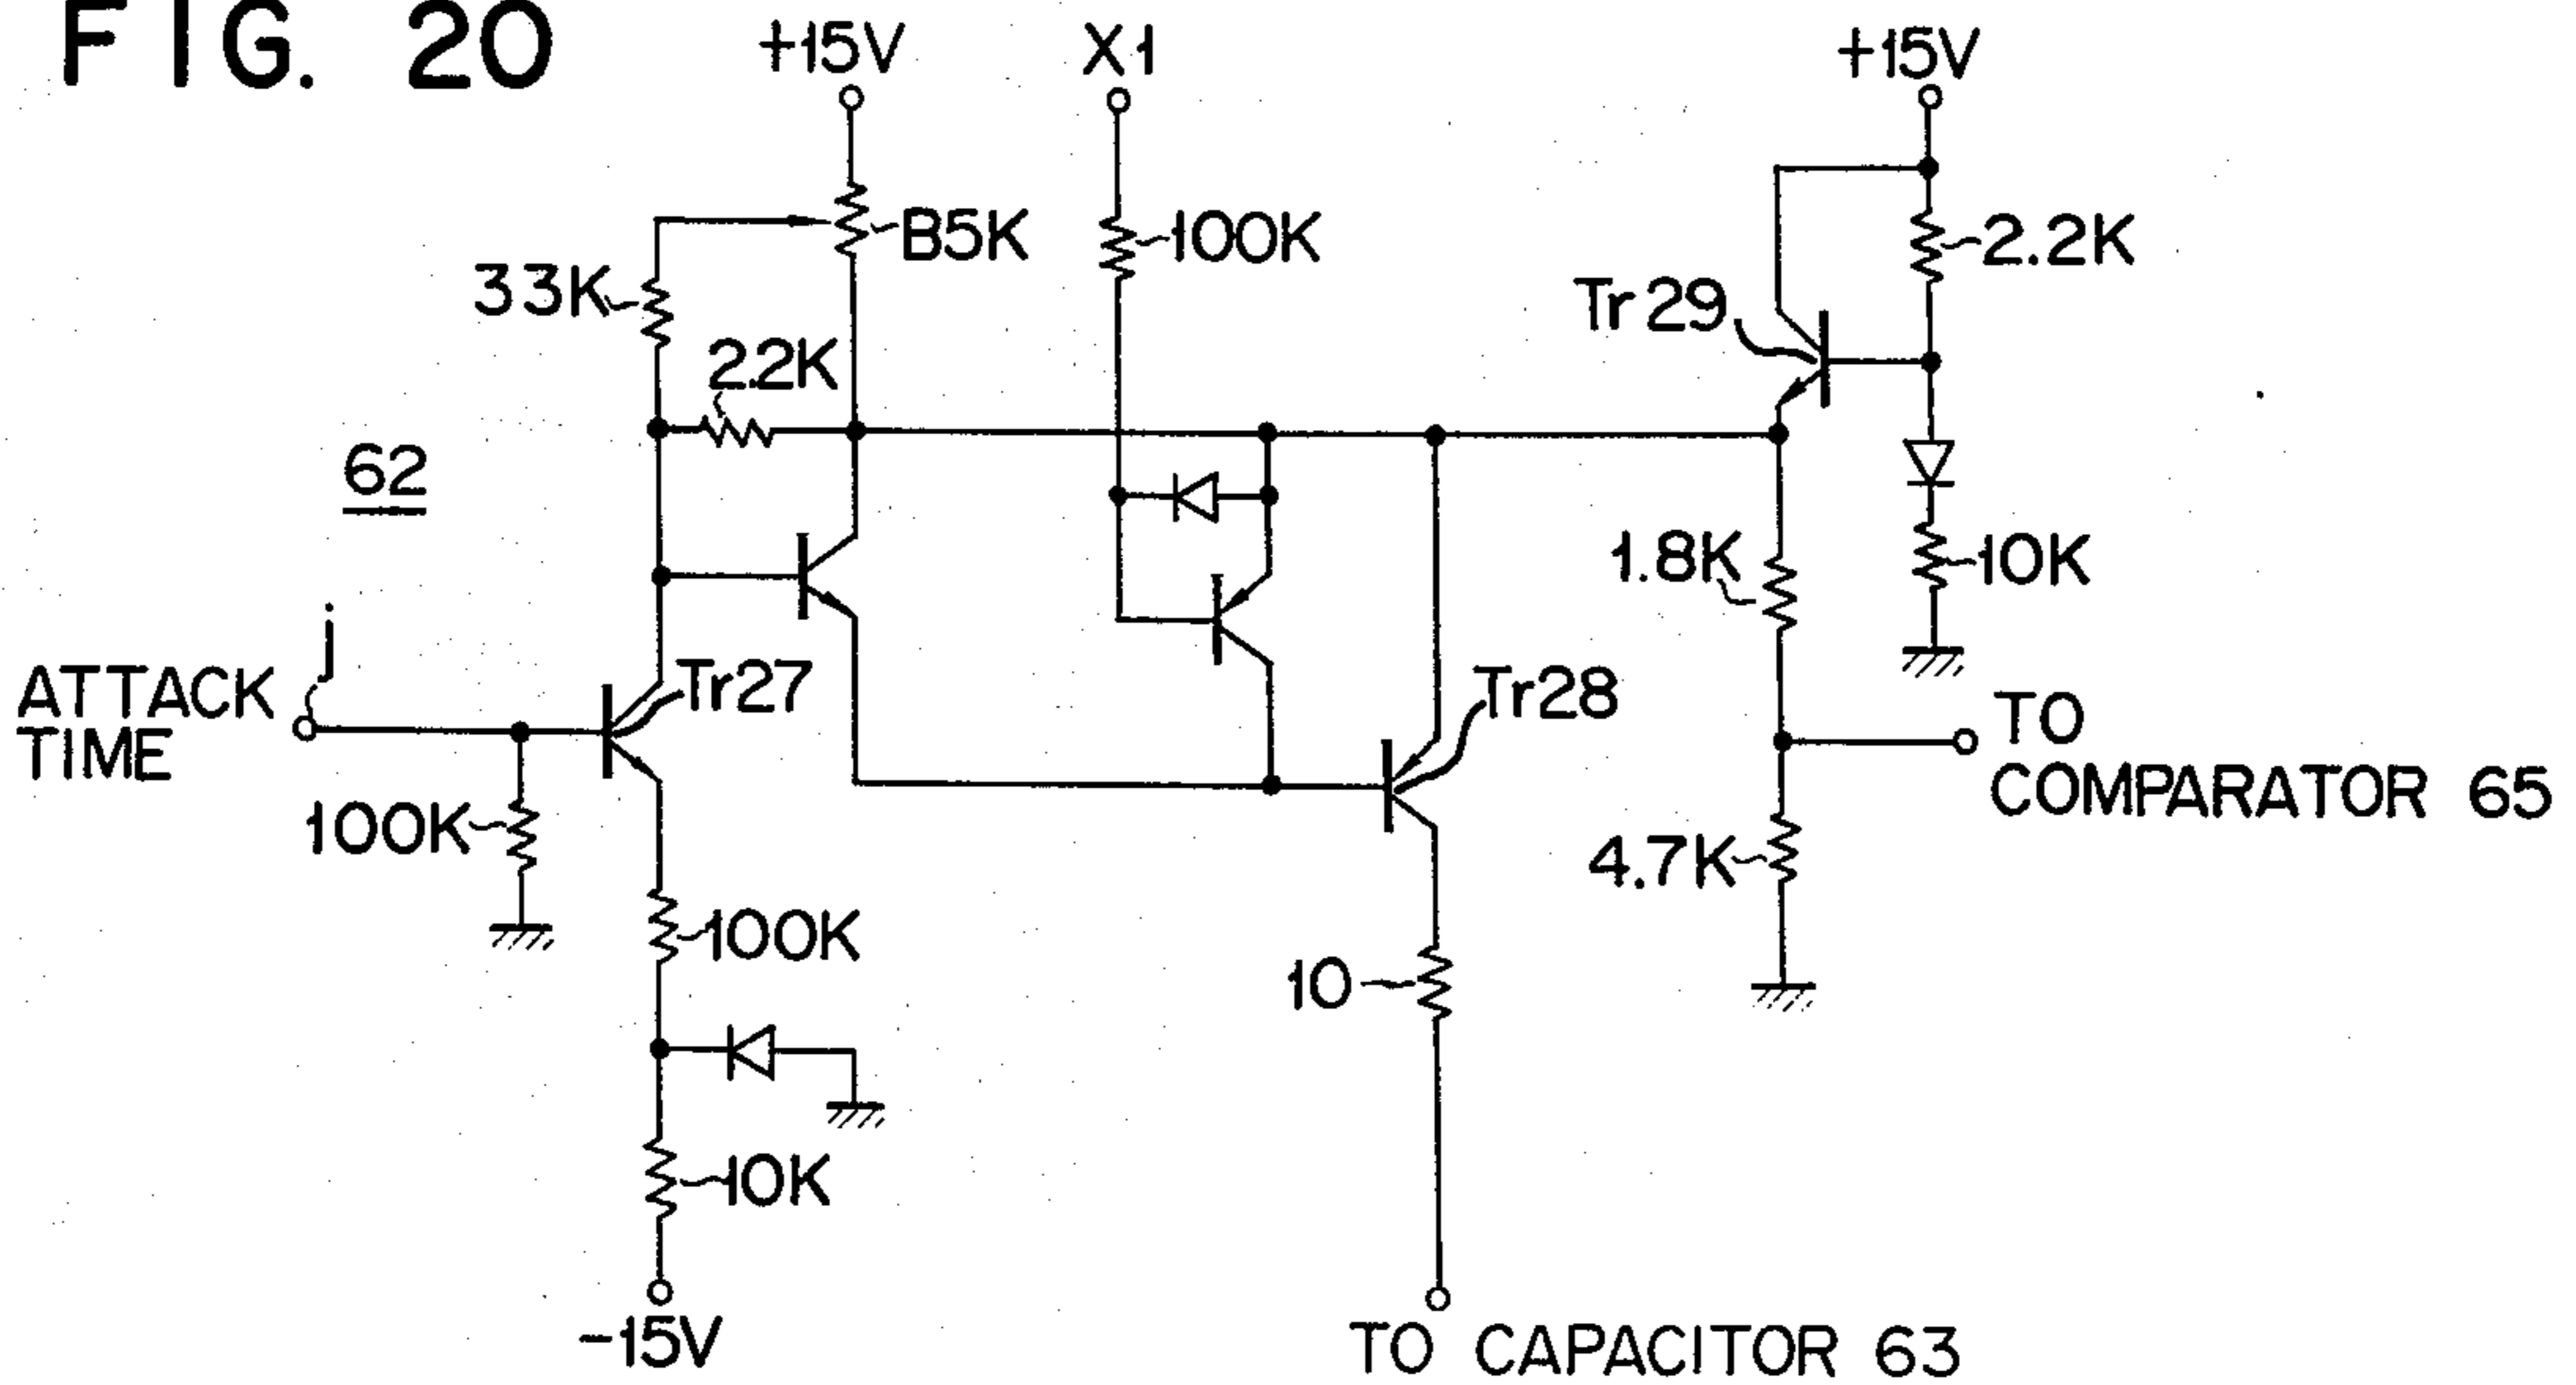 FIG. 20
+15V
X1
+15V
B5K
100K
2.2K
33K
Tr29
2.2K
62
1.8K
10K
j
ATTACK
TIME
Tr27
Tr28
TO
COMPARATOR 65
100K
4.7K
100K
10
10K
-15V
TO CAPACITOR 63